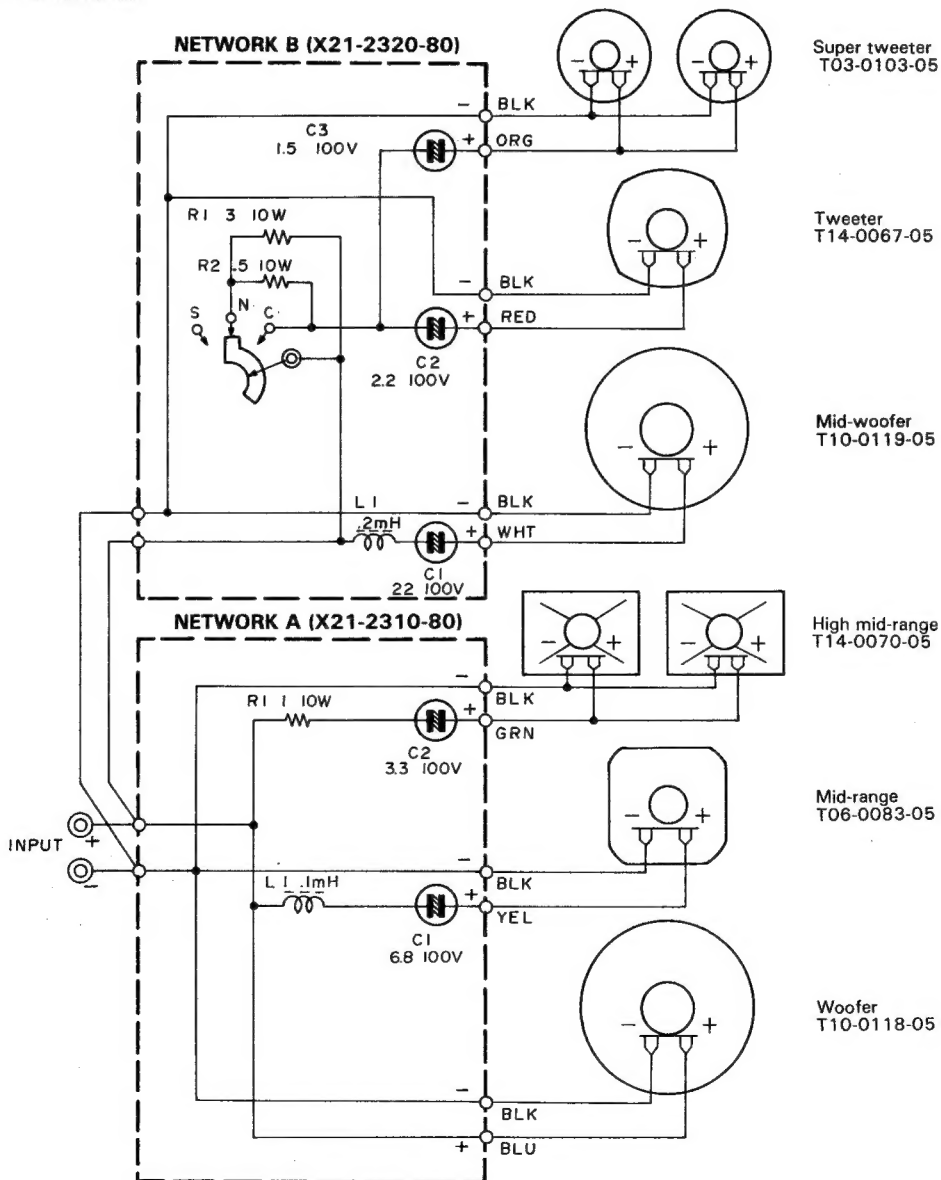 NETWORK B (X21-2320-80)
Super tweeter
T03-0103-05
- +
- +
- BLK
C3
1.5 100V
+ ORG
R1 3 10W
Tweeter
T14-0067-05
- +
R2 .5 10W
- BLK
S N C
+ RED
C2
2.2 100V
Mid-woofer
T10-0119-05
- +
L1
.2mH
- BLK
+ WHT
C1
22 100V
NETWORK A (X21-2310-80)
High mid-range
T14-0070-05
- +
- +
- BLK
R1 1 10W
+ GRN
C2
3.3 100V
Mid-range
T06-0083-05
- +
INPUT +
-
- BLK
L1 .1mH
+ YEL
C1
6.8 100V
Woofer
T10-0118-05
- +
- BLK
+ BLU